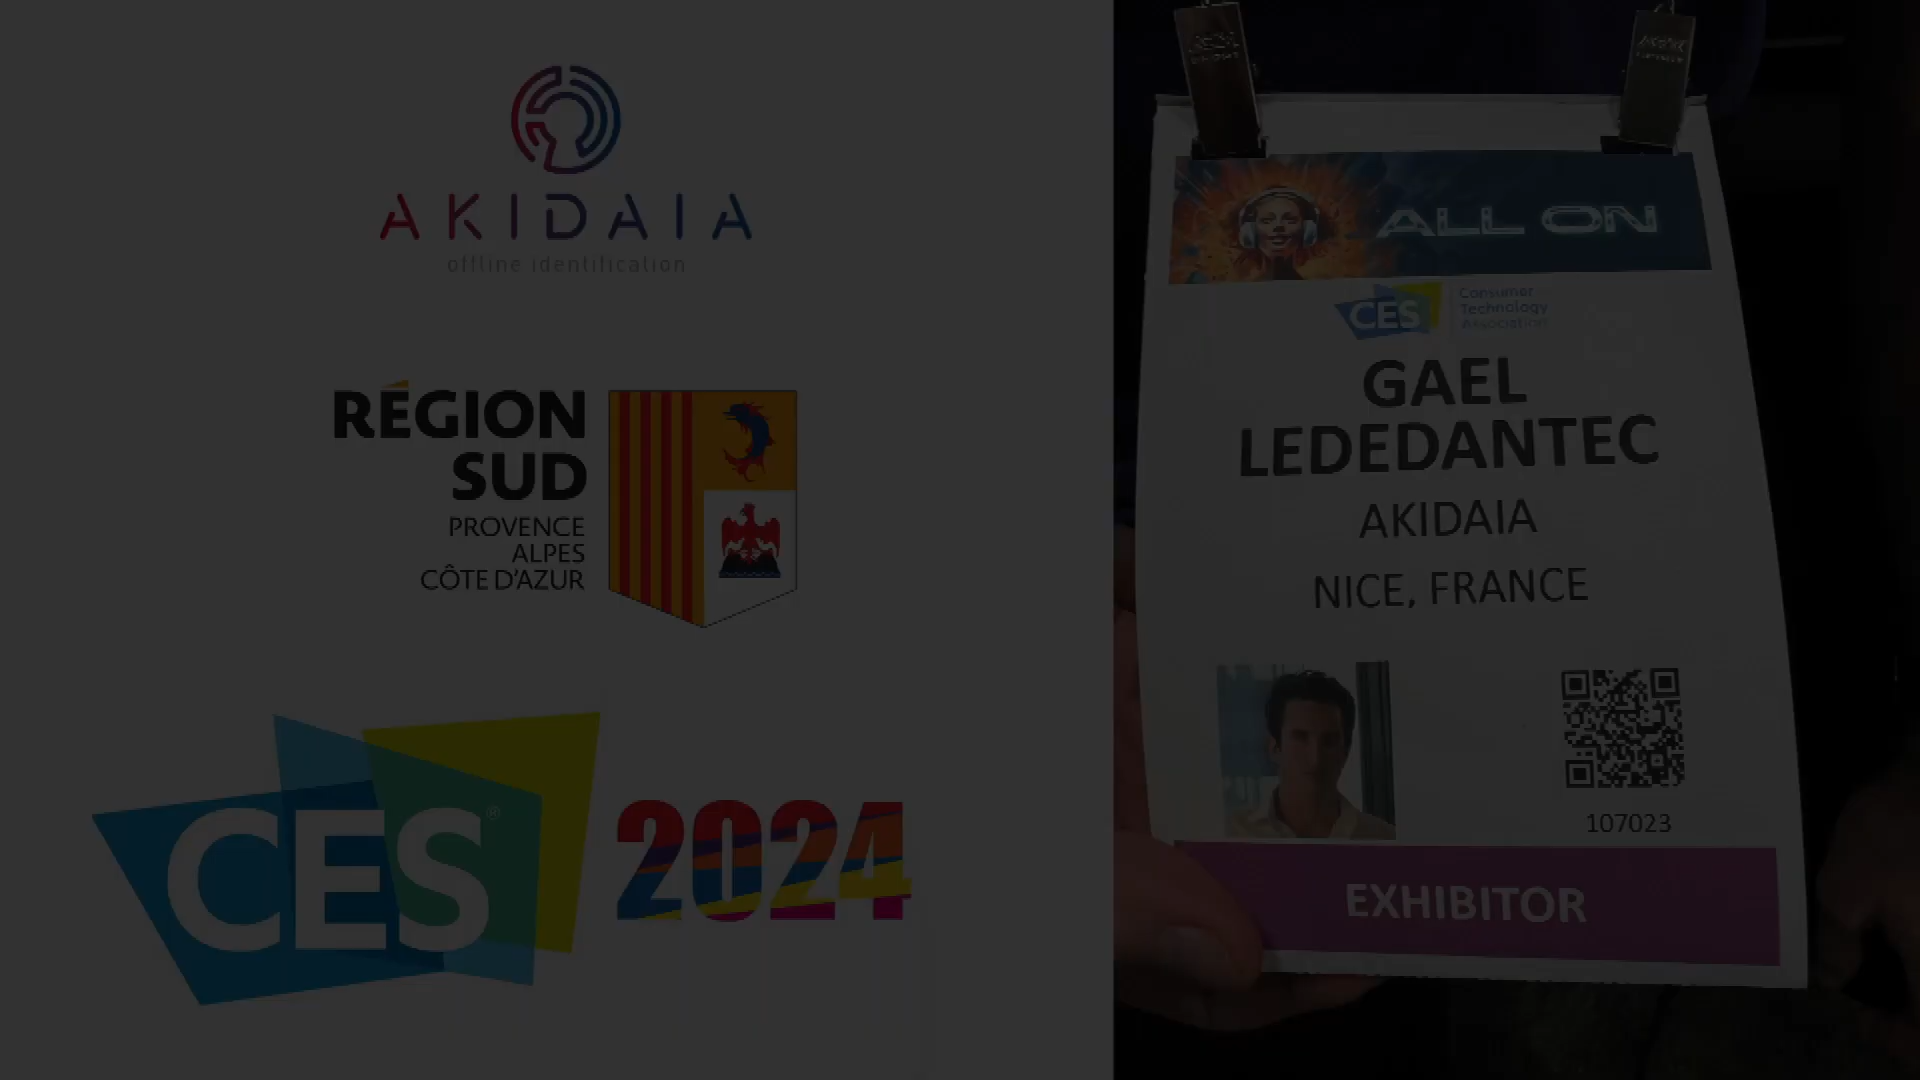 AKIDAIA
offline identification
RÉGION
SUD
PROVENCE
ALPES
CÔTE D'AZUR
CES®
2024
ALL ON
CES
Consumer
Technology
Association
GAEL
LEDEDANTEC
AKIDAIA
NICE, FRANCE
107023
EXHIBITOR